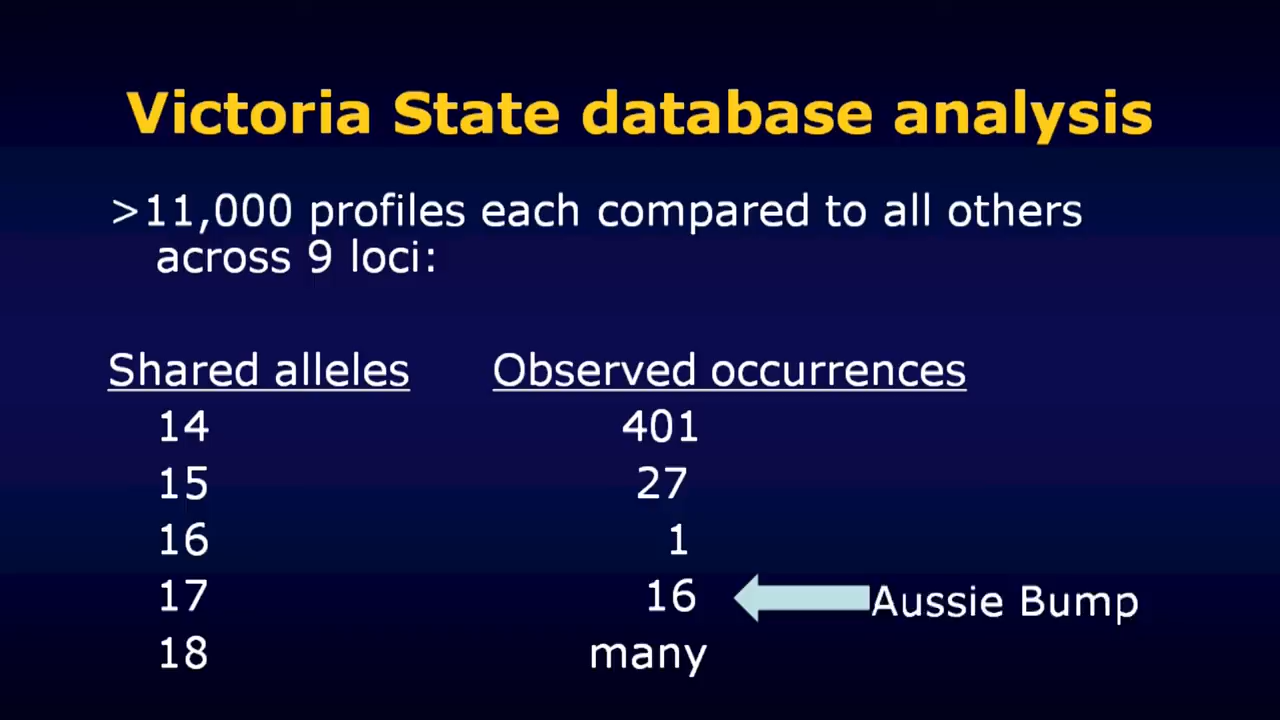 Victoria State database analysis
>11,000 profiles each compared to all others
across 9 loci:
Shared alleles Observed occurrences
14 401
15 27
16 1
17 16 Aussie Bump
18 many